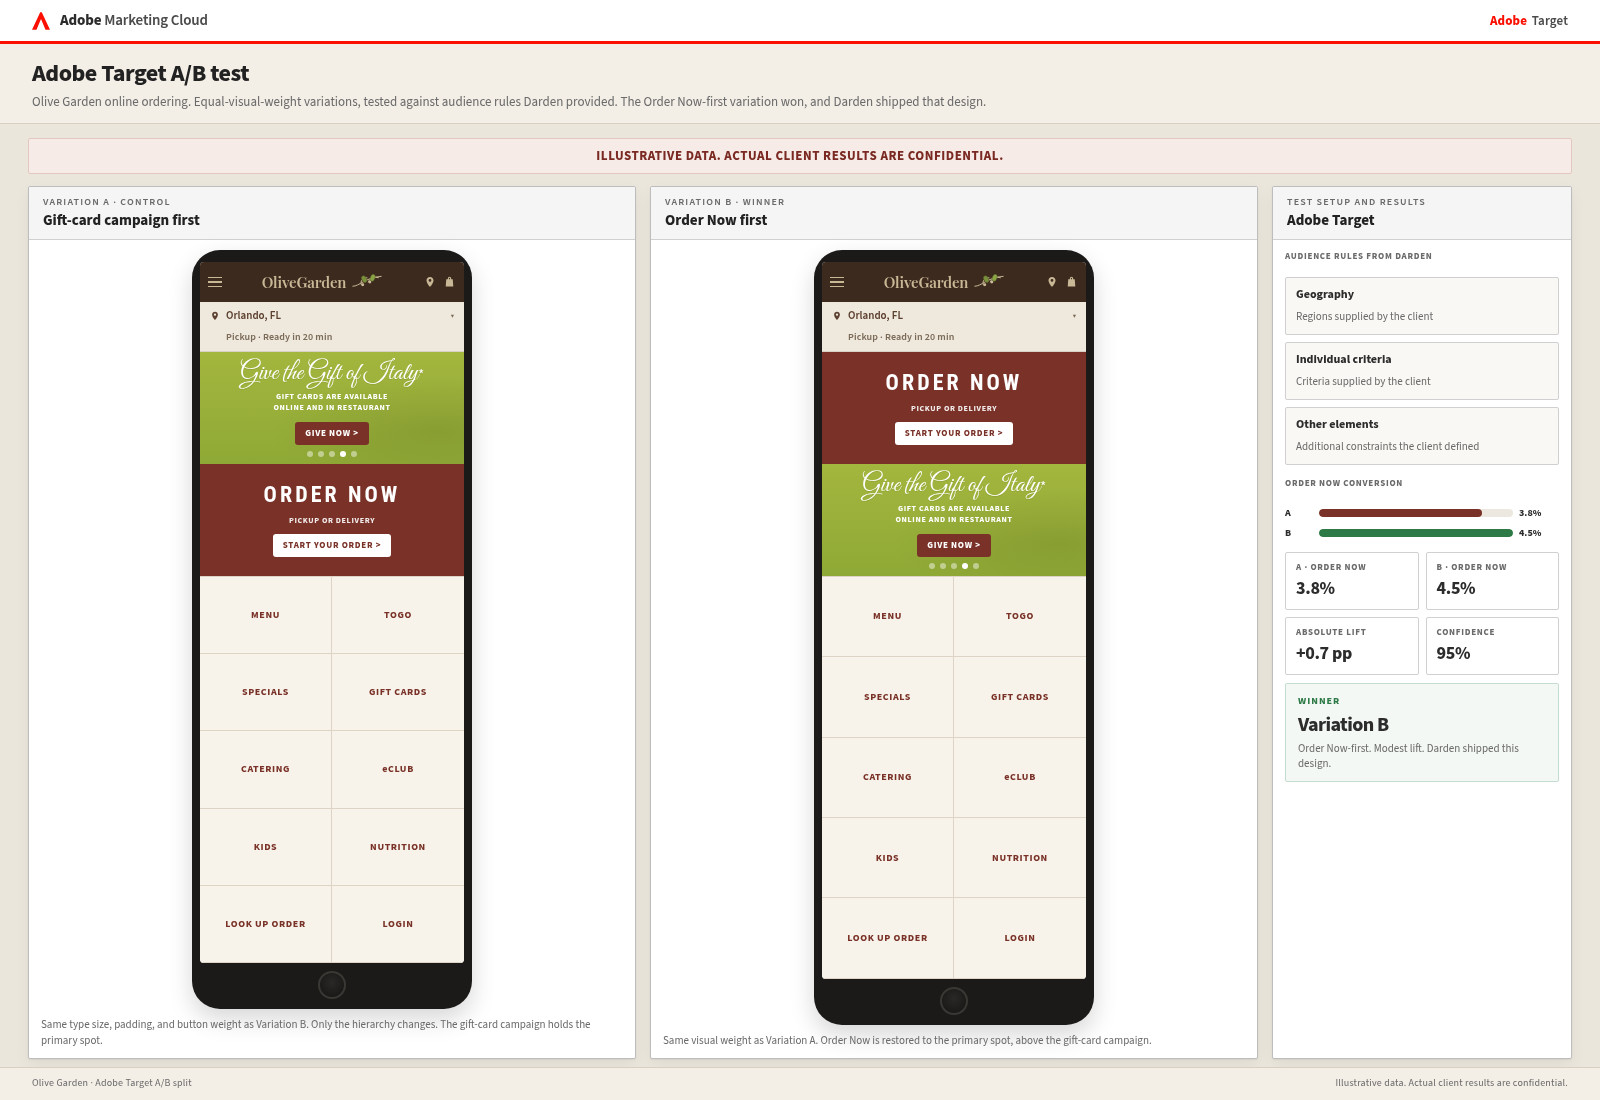 Adobe Marketing Cloud
Adobe Target
Adobe Target A/B test
Olive Garden online ordering. Equal-visual-weight variations, tested against audience rules Darden provided. The Order Now-first variation won, and Darden shipped that design.
ILLUSTRATIVE DATA. ACTUAL CLIENT RESULTS ARE CONFIDENTIAL.
VARIATION A · CONTROL
Gift-card campaign first
OliveGarden
Orlando, FL
Pickup · Ready in 20 min
Give the Gift of Italy*
GIFT CARDS ARE AVAILABLE
ONLINE AND IN RESTAURANT
GIVE NOW >
ORDER NOW
PICKUP OR DELIVERY
START YOUR ORDER >
MENU
TOGO
SPECIALS
GIFT CARDS
CATERING
eCLUB
KIDS
NUTRITION
LOOK UP ORDER
LOGIN
Same type size, padding, and button weight as Variation B. Only the hierarchy changes. The gift-card campaign holds the
primary spot.
VARIATION B · WINNER
Order Now first
OliveGarden
Orlando, FL
Pickup · Ready in 20 min
ORDER NOW
PICKUP OR DELIVERY
START YOUR ORDER >
Give the Gift of Italy*
GIFT CARDS ARE AVAILABLE
ONLINE AND IN RESTAURANT
GIVE NOW >
MENU
TOGO
SPECIALS
GIFT CARDS
CATERING
eCLUB
KIDS
NUTRITION
LOOK UP ORDER
LOGIN
Same visual weight as Variation A. Order Now is restored to the primary spot, above the gift-card campaign.
TEST SETUP AND RESULTS
Adobe Target
AUDIENCE RULES FROM DARDEN
Geography
Regions supplied by the client
Individual criteria
Criteria supplied by the client
Other elements
Additional constraints the client defined
ORDER NOW CONVERSION
A 3.8%
B 4.5%
A · ORDER NOW
3.8%
B · ORDER NOW
4.5%
ABSOLUTE LIFT
+0.7 pp
CONFIDENCE
95%
WINNER
Variation B
Order Now-first. Modest lift. Darden shipped this
design.
Olive Garden · Adobe Target A/B split
Illustrative data. Actual client results are confidential.